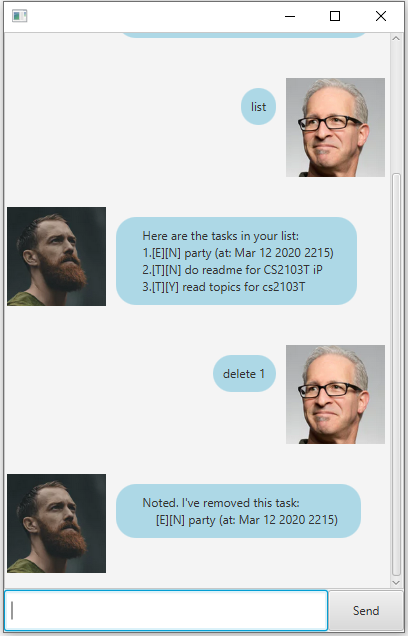 list
Here are the tasks in your list:
1.[E][N] party (at: Mar 12 2020 2215)
2.[T][N] do readme for CS2103T iP
3.[T][Y] read topics for cs2103T
delete 1
Noted. I've removed this task:
[E][N] party (at: Mar 12 2020 2215)
Send